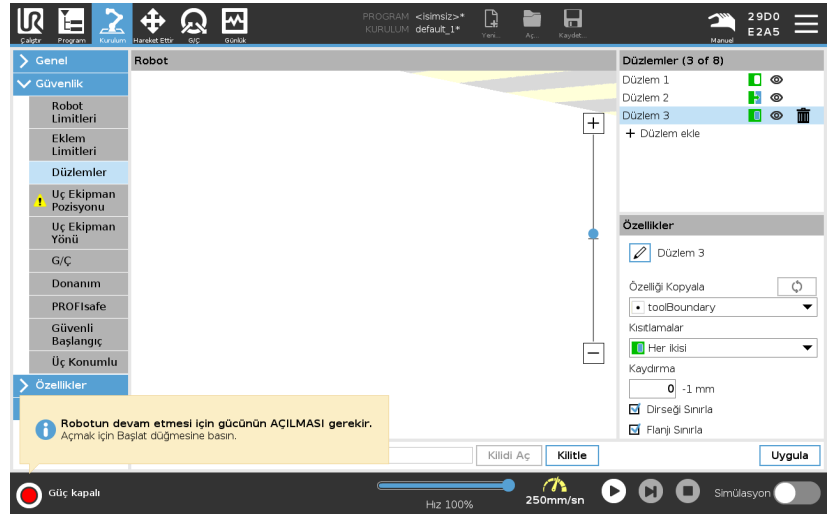 PROGRAM <isimsiz>*
KURULUM default_1*
Çalıştır Program Kurulum Hareket Ettir G/Ç Günlük
Yeni... Aç... Kaydet...
Manuel
29D0
E2A5
Genel
Güvenlik
Robot
Limitleri
Eklem
Limitleri
Düzlemler
Uç Ekipman
Pozisyonu
Uç Ekipman
Yönü
G/Ç
Donanım
PROFIsafe
Güvenli
Başlangıç
Üç Konumlu
Özellikler
Robot
Düzlemler (3 of 8)
Düzlem 1
Düzlem 2
Düzlem 3
+ Düzlem ekle
Özellikler
Düzlem 3
Özelliği Kopyala
toolBoundary
Kısıtlamalar
Her ikisi
Kaydırma
0 -1 mm
Dirseği Sınırla
Flanjı Sınırla
Robotun devam etmesi için gücünün AÇILMASI gerekir.
Açmak için Başlat düğmesine basın.
Kilidi Aç Kilitle
Uygula
Güç kapalı
Hız 100%
250mm/sn
Simülasyon